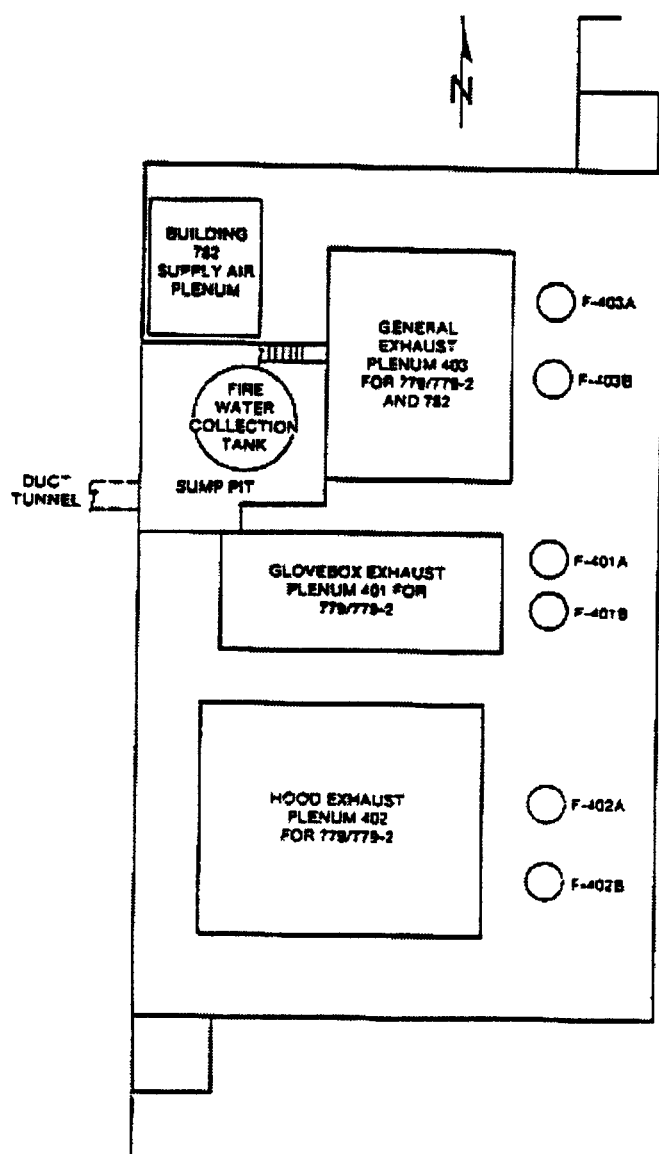 N
BUILDING
782
SUPPLY AIR
PLENUM
GENERAL
EXHAUST
PLENUM 403
FOR 779/779-2
AND 782
F-403A
F-403B
FIRE
WATER
COLLECTION
TANK
DUCT
TUNNEL
SUMP PIT
GLOVEBOX EXHAUST
PLENUM 401 FOR
779/779-2
F-401A
F-401B
HOOD EXHAUST
PLENUM 402
FOR 779/779-2
F-402A
F-402B